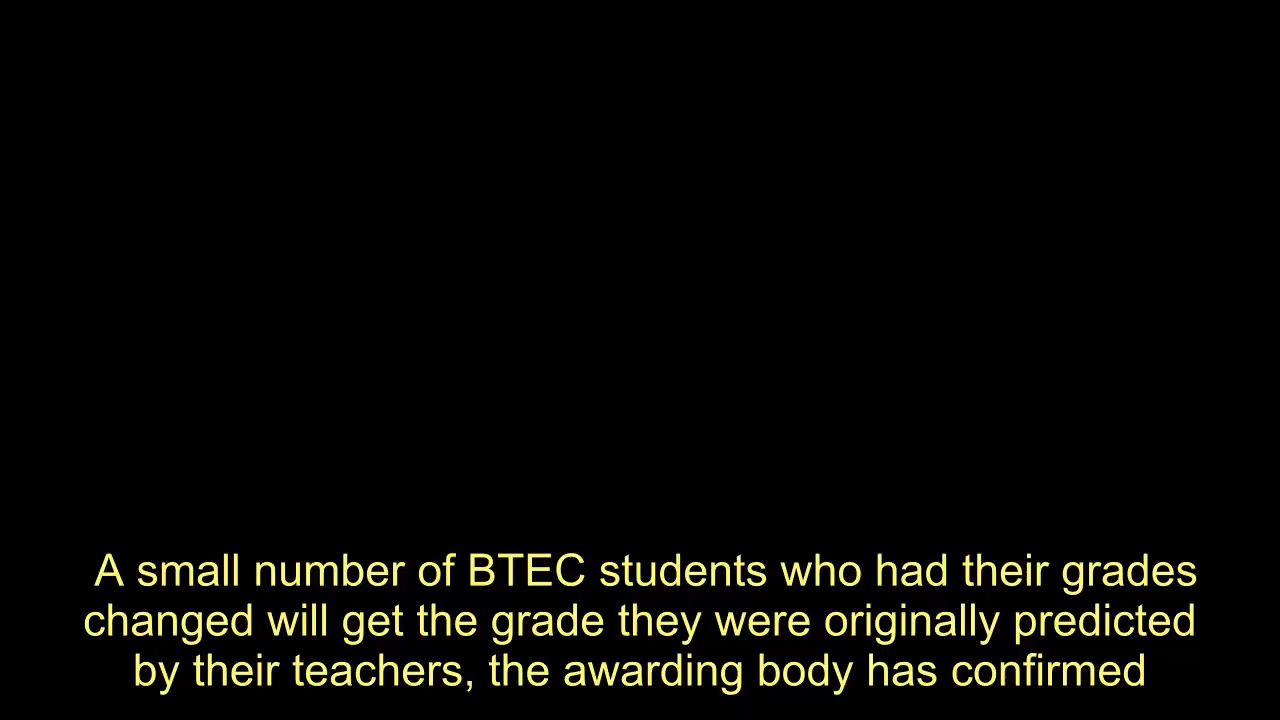 A small number of BTEC students who had their grades
changed will get the grade they were originally predicted
by their teachers, the awarding body has confirmed